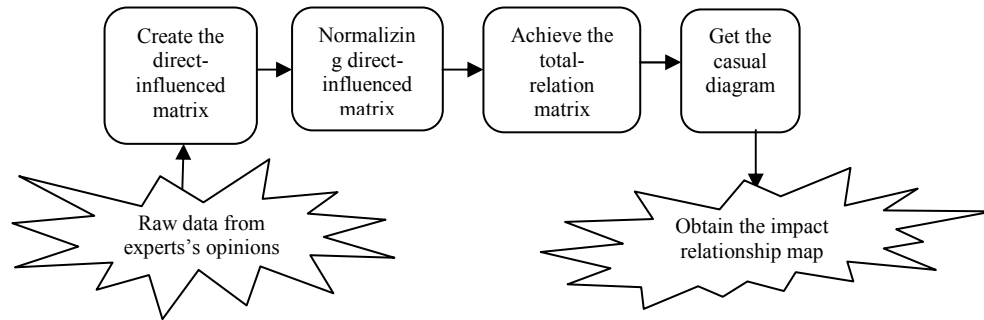 Create the
direct-
influenced
matrix
Normalizin
g direct-
influenced
matrix
Achieve the
total-
relation
matrix
Get the
casual
diagram
Raw data from
experts's opinions
Obtain the impact
relationship map